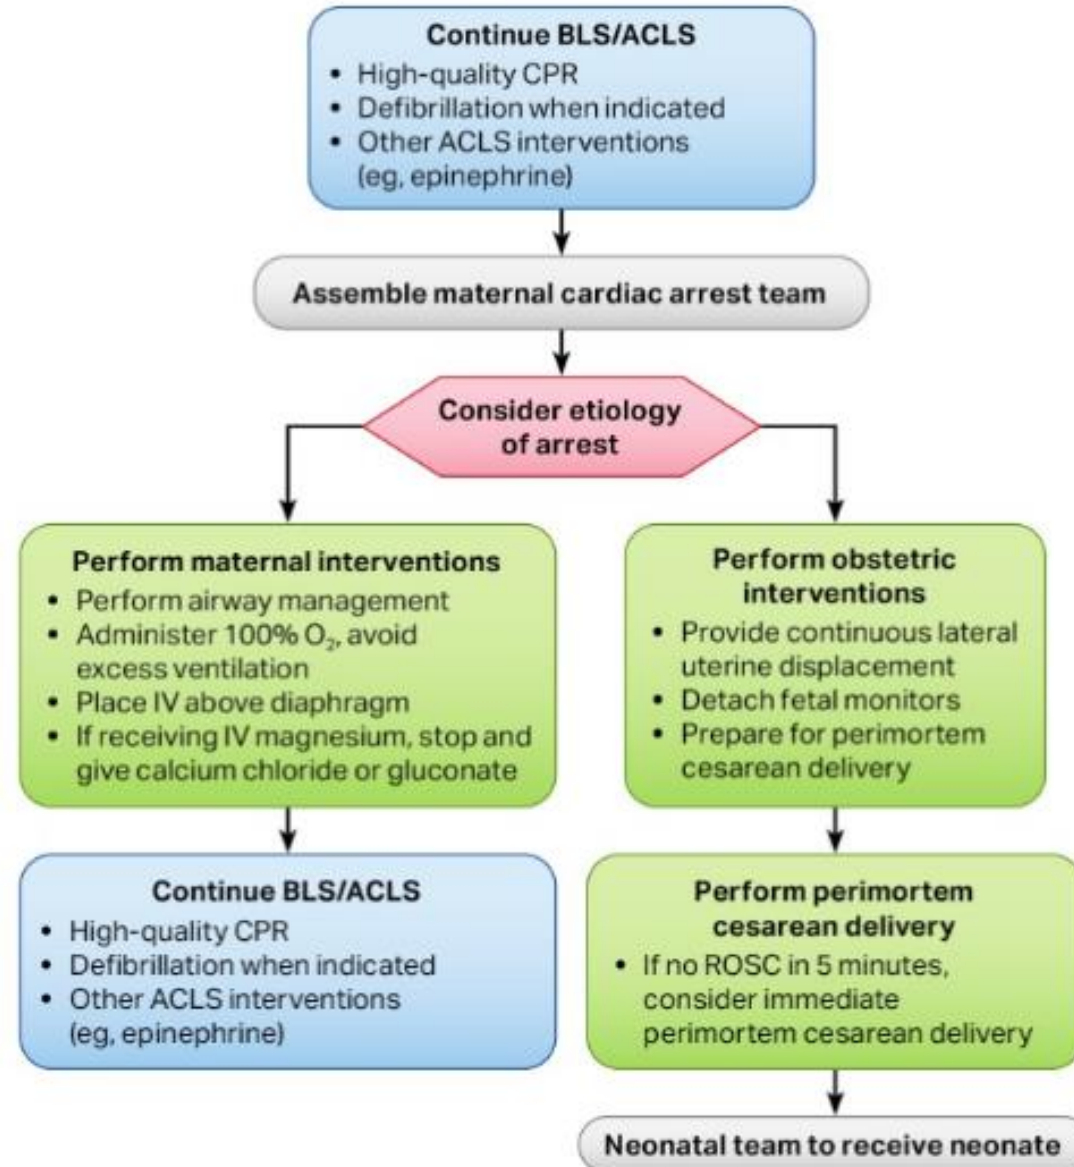 Continue BLS/ACLS
• High-quality CPR
• Defibrillation when indicated
• Other ACLS interventions
(eg, epinephrine)
Assemble maternal cardiac arrest team
Consider etiology
of arrest
Perform maternal interventions
• Perform airway management
• Administer 100% O₂, avoid
excess ventilation
• Place IV above diaphragm
• If receiving IV magnesium, stop and
give calcium chloride or gluconate
Continue BLS/ACLS
• High-quality CPR
• Defibrillation when indicated
• Other ACLS interventions
(eg, epinephrine)
Perform obstetric
interventions
• Provide continuous lateral
uterine displacement
• Detach fetal monitors
• Prepare for perimortem
cesarean delivery
Perform perimortem
cesarean delivery
• If no ROSC in 5 minutes,
consider immediate
perimortem cesarean delivery
Neonatal team to receive neonate